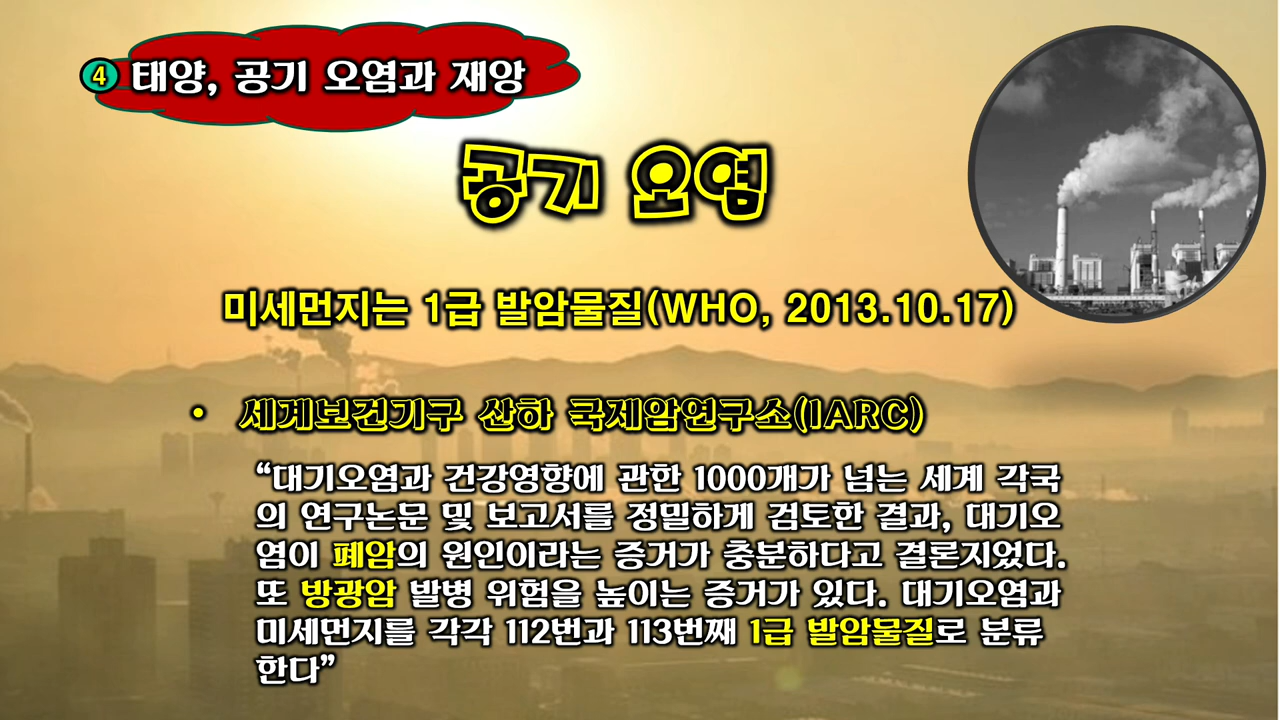 4 태양, 공기 오염과 재앙
공기 오염
미세먼지는 1급 발암물질(WHO, 2013.10.17)
• 세계보건기구 산하 국제암연구소(IARC)
“대기오염과 건강영향에 관한 1000개가 넘는 세계 각국
의 연구논문 및 보고서를 정밀하게 검토한 결과, 대기오
염이 폐암의 원인이라는 증거가 충분하다고 결론지었다.
또 방광암 발병 위험을 높이는 증거가 있다. 대기오염과
미세먼지를 각각 112번과 113번째 1급 발암물질로 분류
한다”